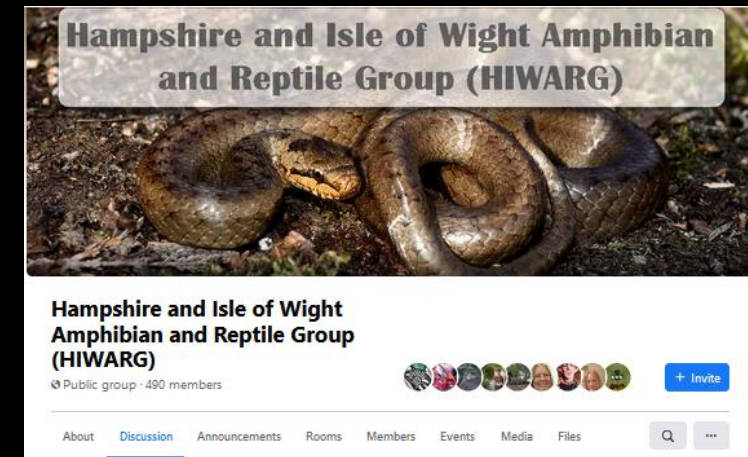 Hampshire and Isle of Wight Amphibian
and Reptile Group (HIWARG)
Hampshire and Isle of Wight
Amphibian and Reptile Group
(HIWARG)
Public group · 490 members
+ Invite
About Discussion Announcements Rooms Members Events Media Files